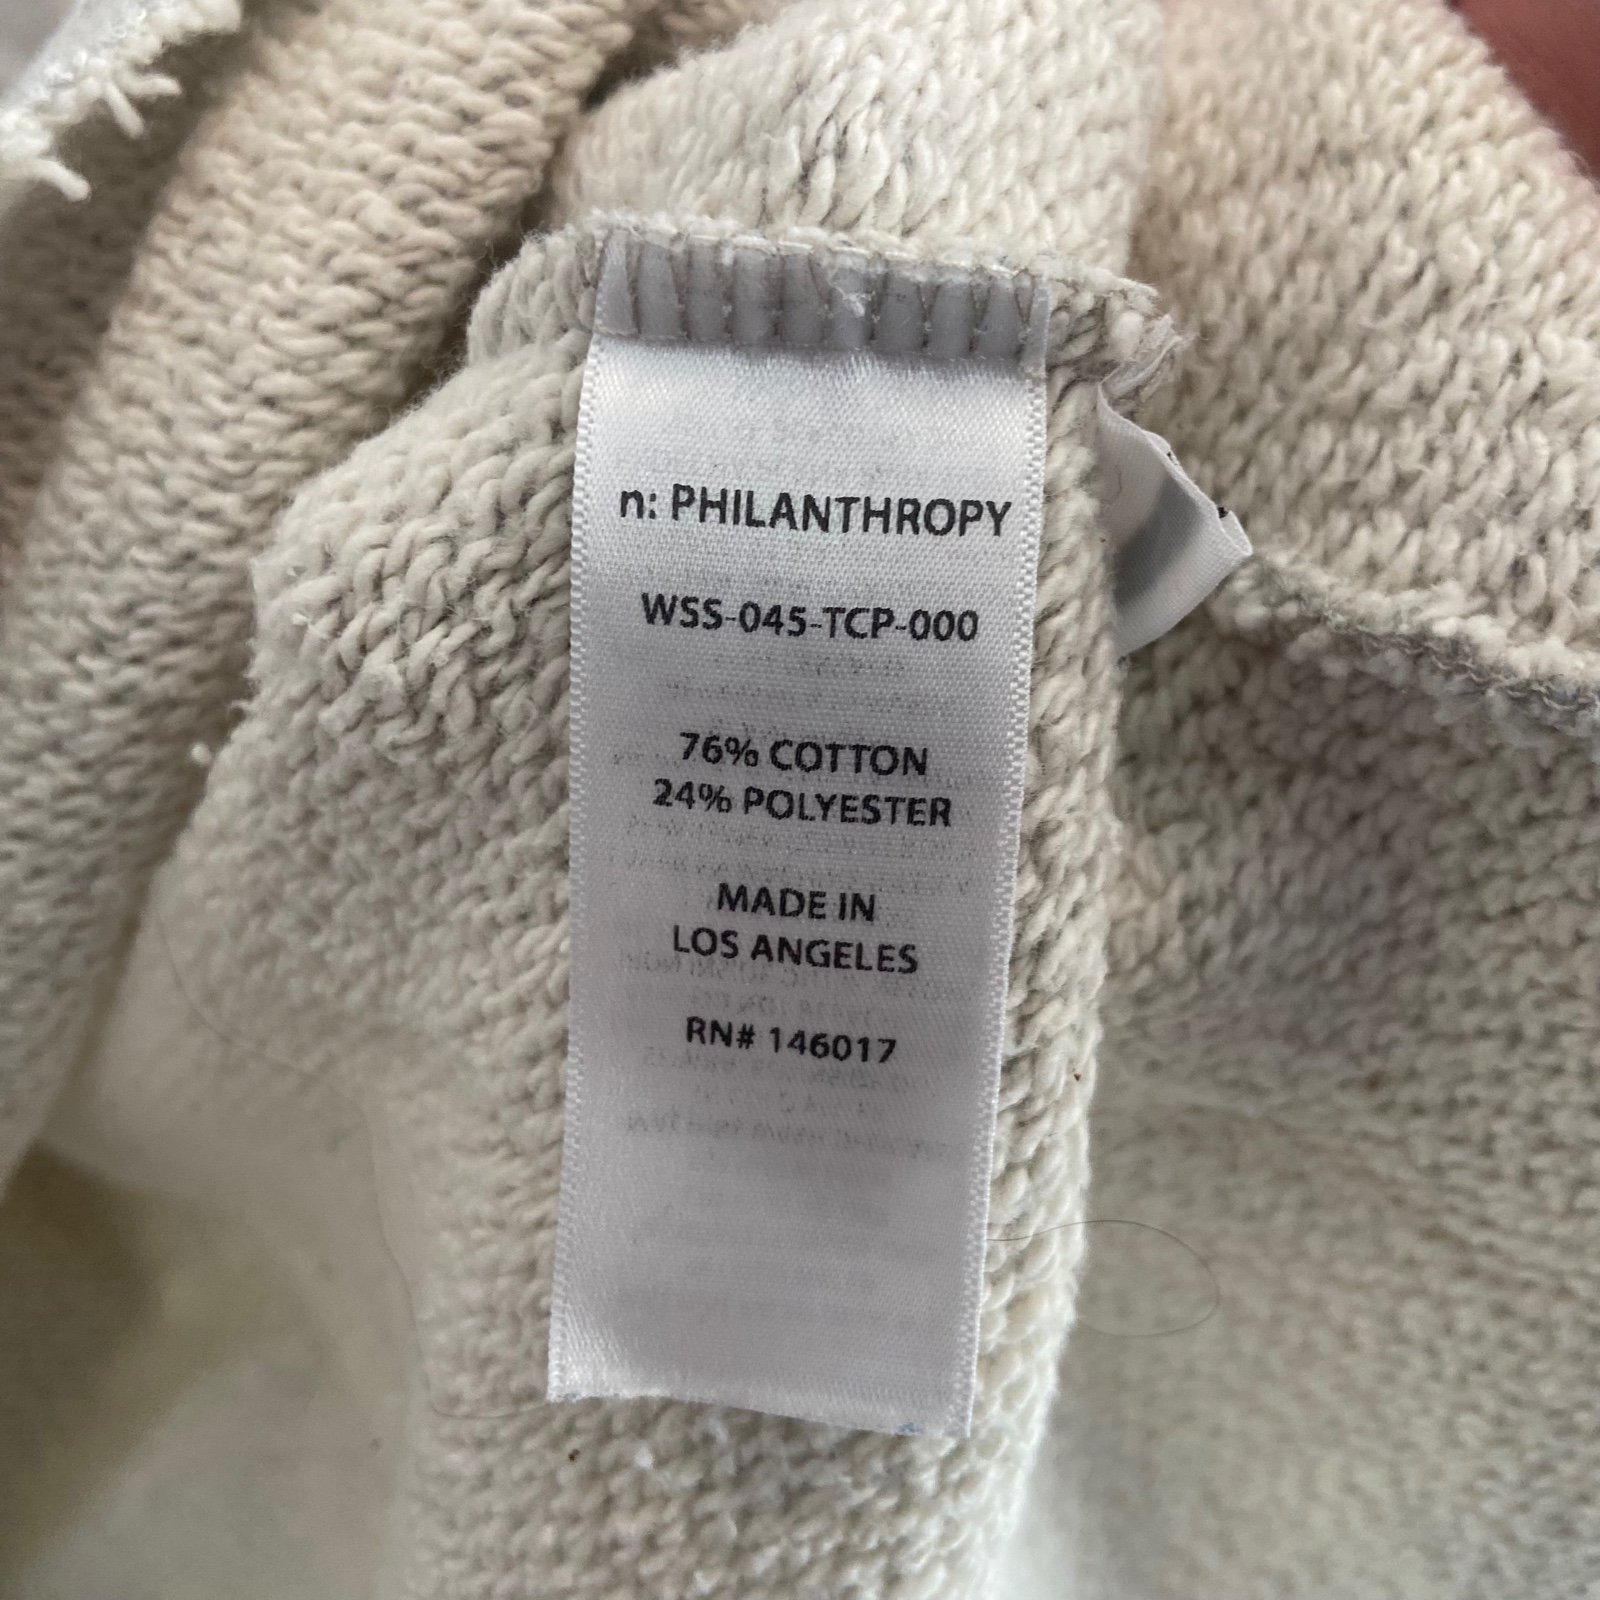 n: PHILANTHROPY
WSS-045-TCP-000
76% COTTON
24% POLYESTER
MADE IN
LOS ANGELES
RN# 146017